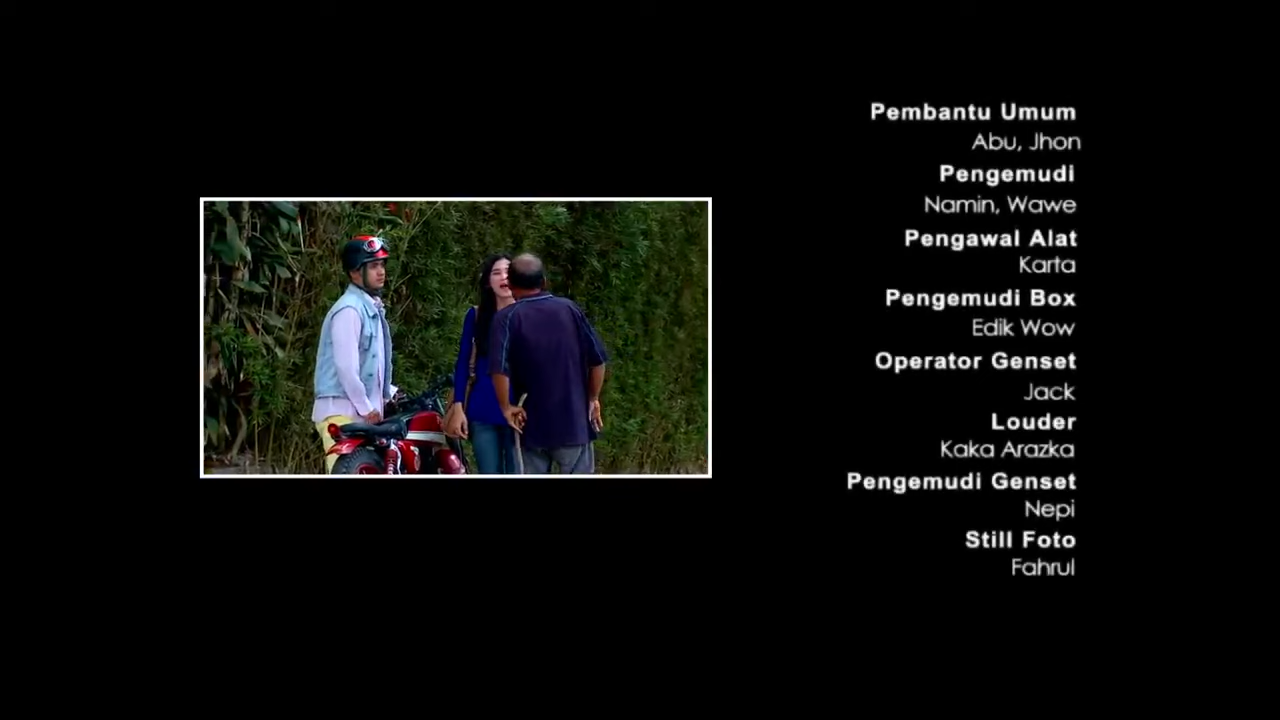 Pembantu Umum
Abu, Jhon
Pengemudi
Namin, Wawe
Pengawal Alat
Karta
Pengemudi Box
Edik Wow
Operator Genset
Jack
Louder
Kaka Arazka
Pengemudi Genset
Nepi
Still Foto
Fahrul